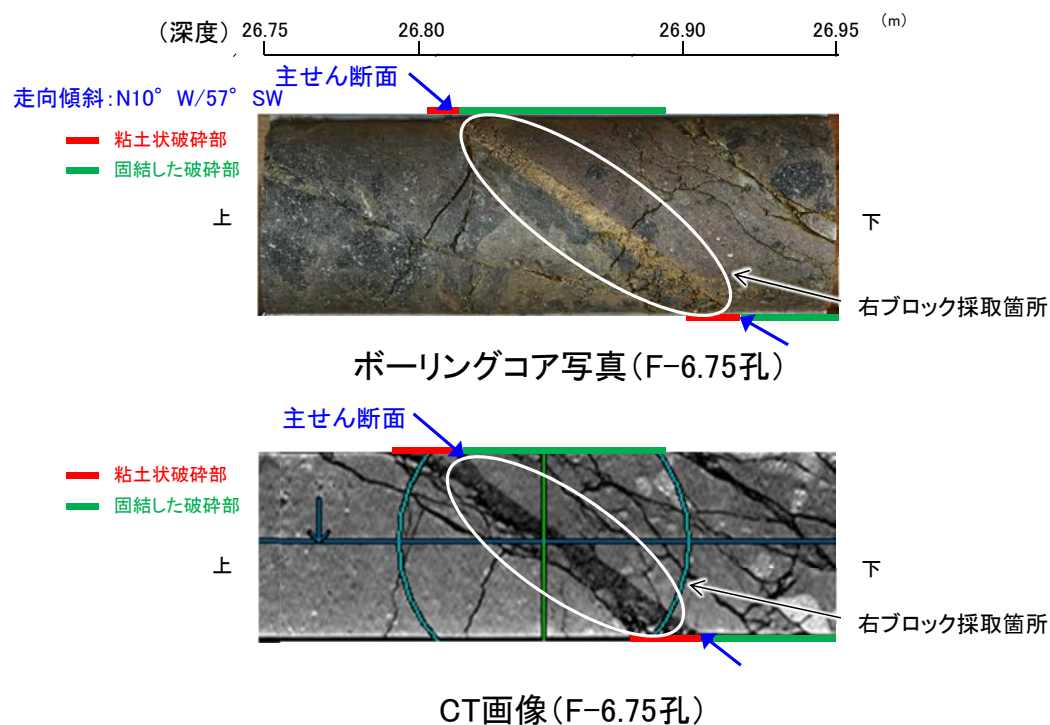 (深度)
26.75 26.80 26.90 26.95 (m)
主せん断面
走向傾斜:N10°W/57°SW
粘土状破砕部
固結した破砕部
上
下
右ブロック採取箇所
ボーリングコア写真(F-6.75孔)
主せん断面
粘土状破砕部
固結した破砕部
上
下
右ブロック採取箇所
CT画像(F-6.75孔)